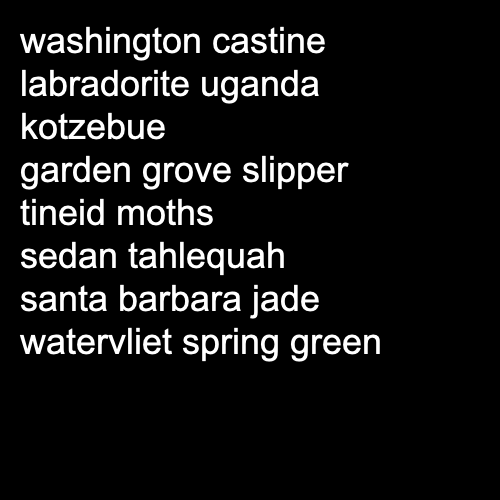 washington castine
labradorite uganda
kotzebue
garden grove slipper
tineid moths
sedan tahlequah
santa barbara jade
watervliet spring green